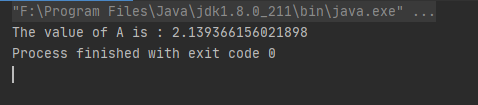 "F:\Program Files\Java\jdk1.8.0_211\bin\java.exe" ...
The value of A is : 2.139366156021898
Process finished with exit code 0